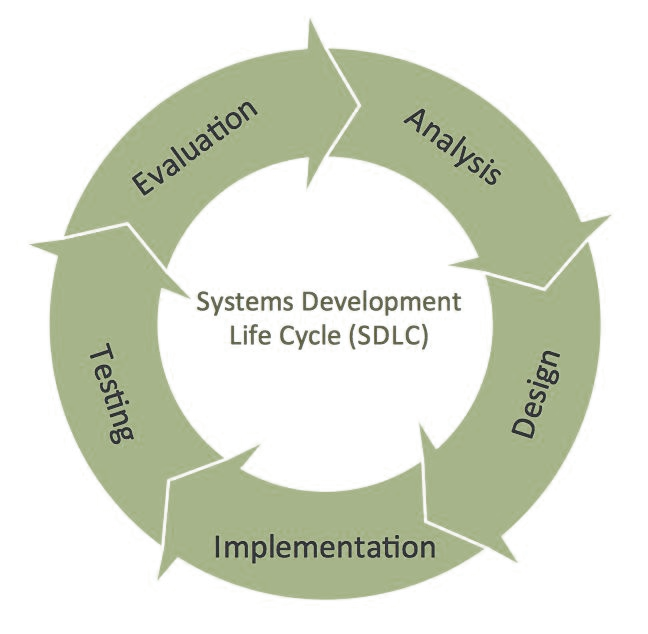 Systems Development
Life Cycle (SDLC)
Analysis
Design
Implementation
Testing
Evaluation